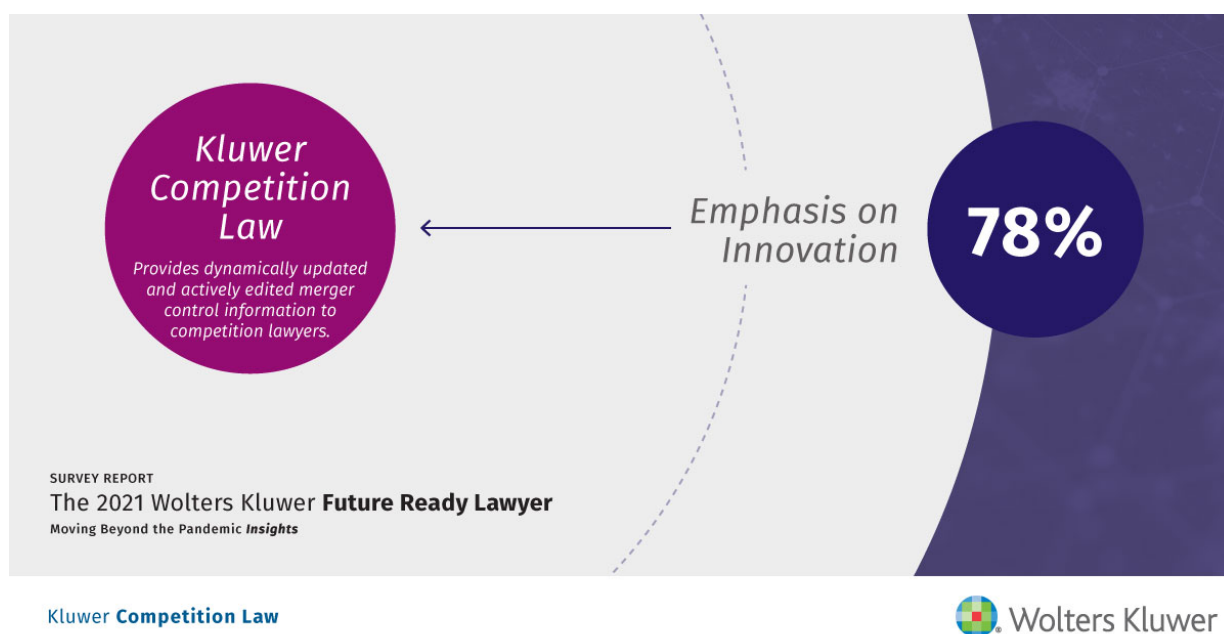 Kluwer
Competition
Law
Provides dynamically updated
and actively edited merger
control information to
competition lawyers.
Emphasis on
Innovation
78%
SURVEY REPORT
The 2021 Wolters Kluwer Future Ready Lawyer
Moving Beyond the Pandemic Insights
Kluwer Competition Law
Wolters Kluwer